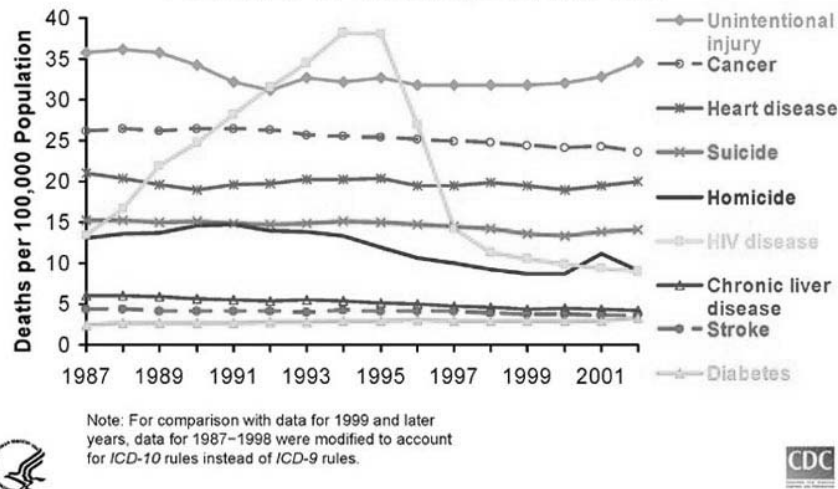 40
35
30
25
20
15
10
5
0
Deaths per 100,000 Population
1987 1989 1991 1993 1995 1997 1999 2001
Unintentional
injury
Cancer
Heart disease
Suicide
Homicide
HIV disease
Chronic liver
disease
Stroke
Diabetes
Note: For comparison with data for 1999 and later
years, data for 1987–1998 were modified to account
for ICD-10 rules instead of ICD-9 rules.
CDC